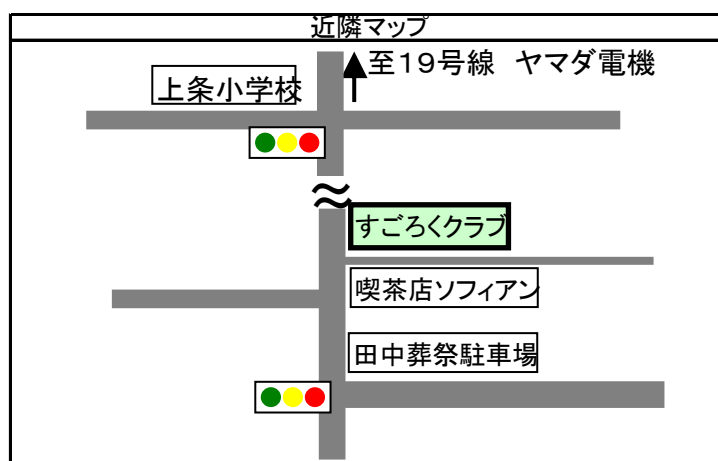 近隣マップ
至19号線 ヤマダ電機
上条小学校
すごろくクラブ
喫茶店ソフィアン
田中葬祭駐車場